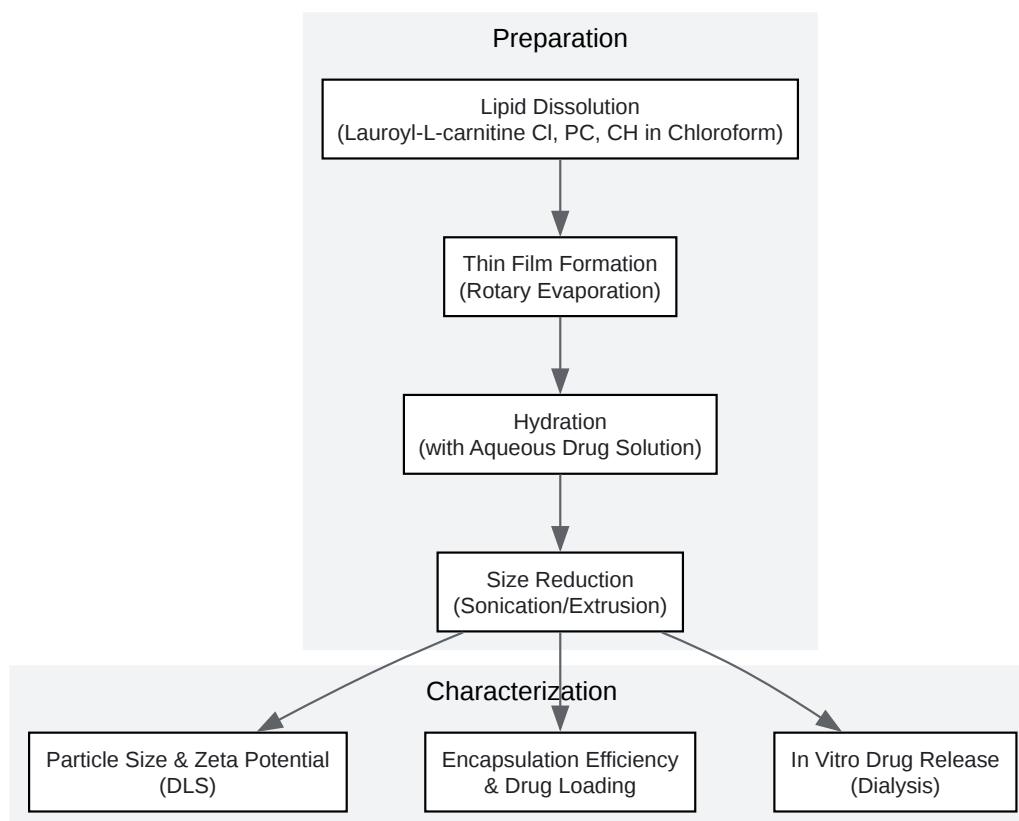 Preparation
Lipid Dissolution
(Lauroyl-L-carnitine Cl, PC, CH in Chloroform)
Thin Film Formation
(Rotary Evaporation)
Hydration
(with Aqueous Drug Solution)
Size Reduction
(Sonication/Extrusion)
Characterization
Particle Size & Zeta Potential
(DLS)
Encapsulation Efficiency
& Drug Loading
In Vitro Drug Release
(Dialysis)